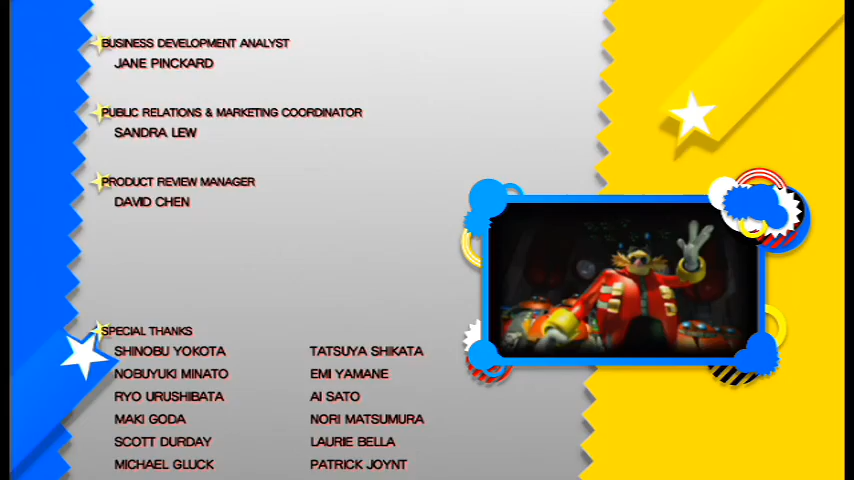 BUSINESS DEVELOPMENT ANALYST
JANE PINCKARD
PUBLIC RELATIONS & MARKETING COORDINATOR
SANDRA LEW
PRODUCT REVIEW MANAGER
DAVID CHEN
SPECIAL THANKS
SHINOBU YOKOTA TATSUYA SHIKATA
NOBUYUKI MINATO EMI YAMANE
RYO URUSHIBATA AI SATO
MAKI GODA NORI MATSUMURA
SCOTT DURDAY LAURIE BELLA
MICHAEL GLUCK PATRICK JOYNT